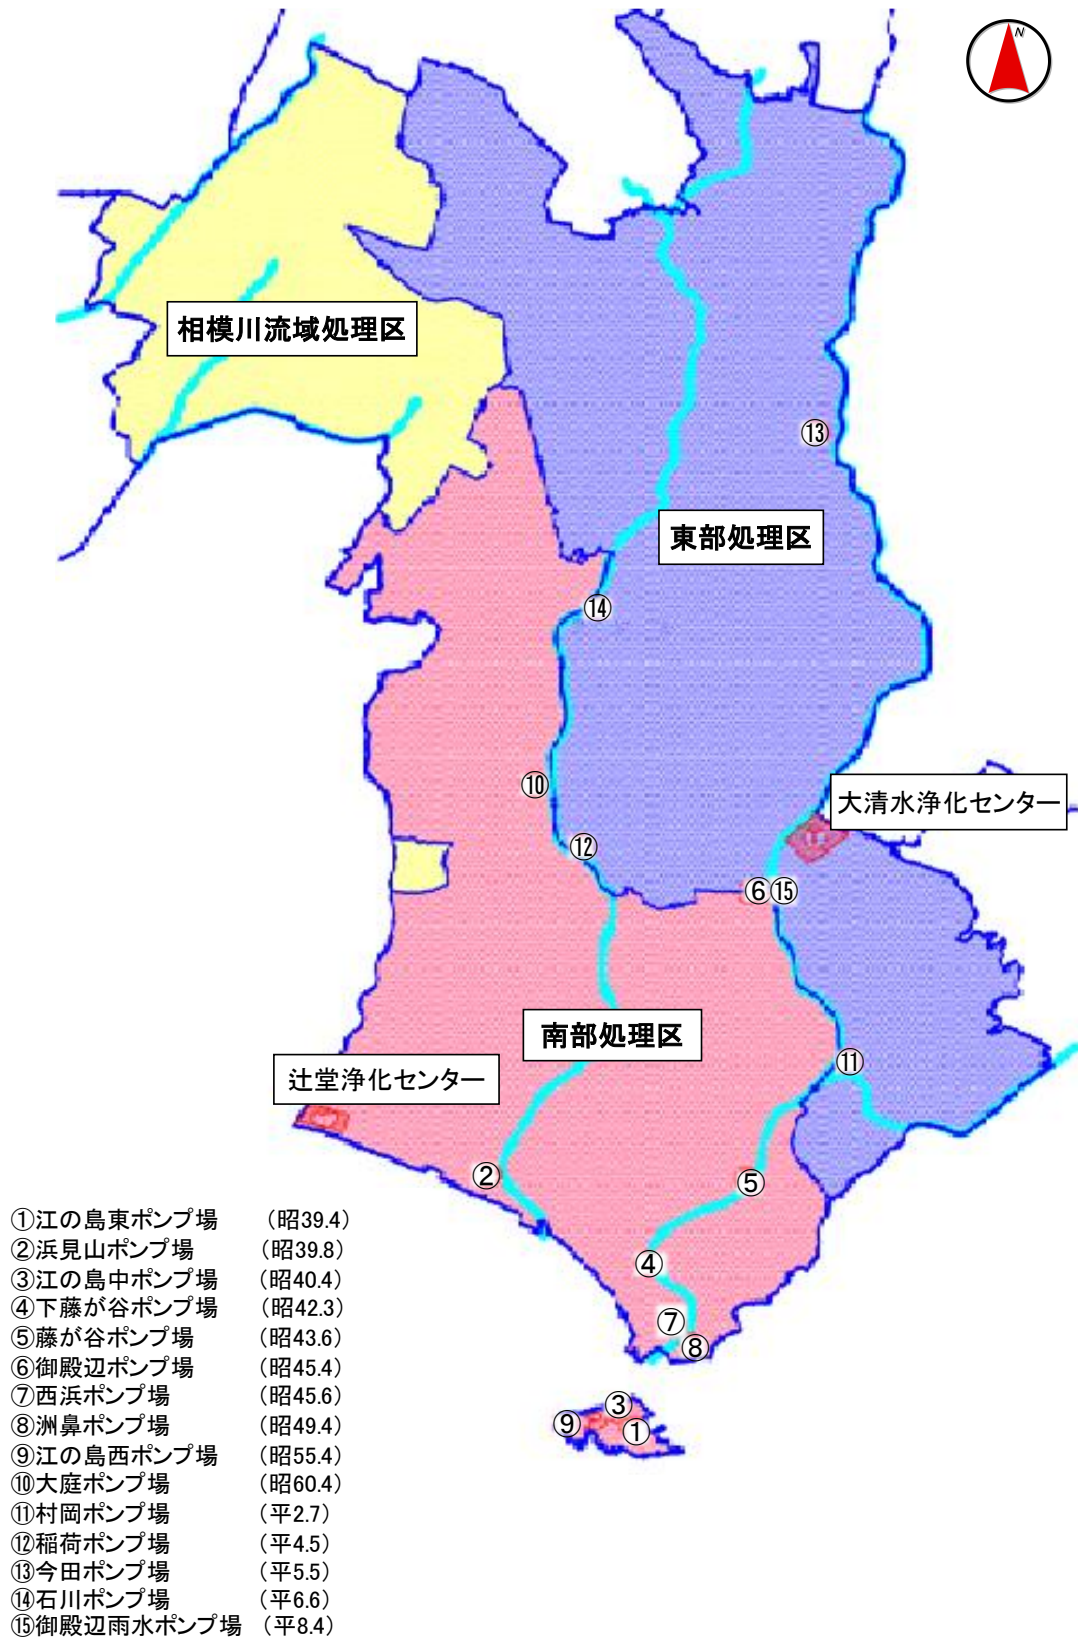 N
相模川流域処理区
⑬
東部処理区
⑭
⑩
大清水浄化センター
⑫
⑥⑮
南部処理区
⑪
辻堂浄化センター
②
⑤
④
⑦
⑧
③
⑨
①
①江の島東ポンプ場 (昭39.4)
②浜見山ポンプ場 (昭39.8)
③江の島中ポンプ場 (昭40.4)
④下藤が谷ポンプ場 (昭42.3)
⑤藤が谷ポンプ場 (昭43.6)
⑥御殿辺ポンプ場 (昭45.4)
⑦西浜ポンプ場 (昭45.6)
⑧洲鼻ポンプ場 (昭49.4)
⑨江の島西ポンプ場 (昭55.4)
⑩大庭ポンプ場 (昭60.4)
⑪村岡ポンプ場 (平2.7)
⑫稲荷ポンプ場 (平4.5)
⑬今田ポンプ場 (平5.5)
⑭石川ポンプ場 (平6.6)
⑮御殿辺雨水ポンプ場 (平8.4)